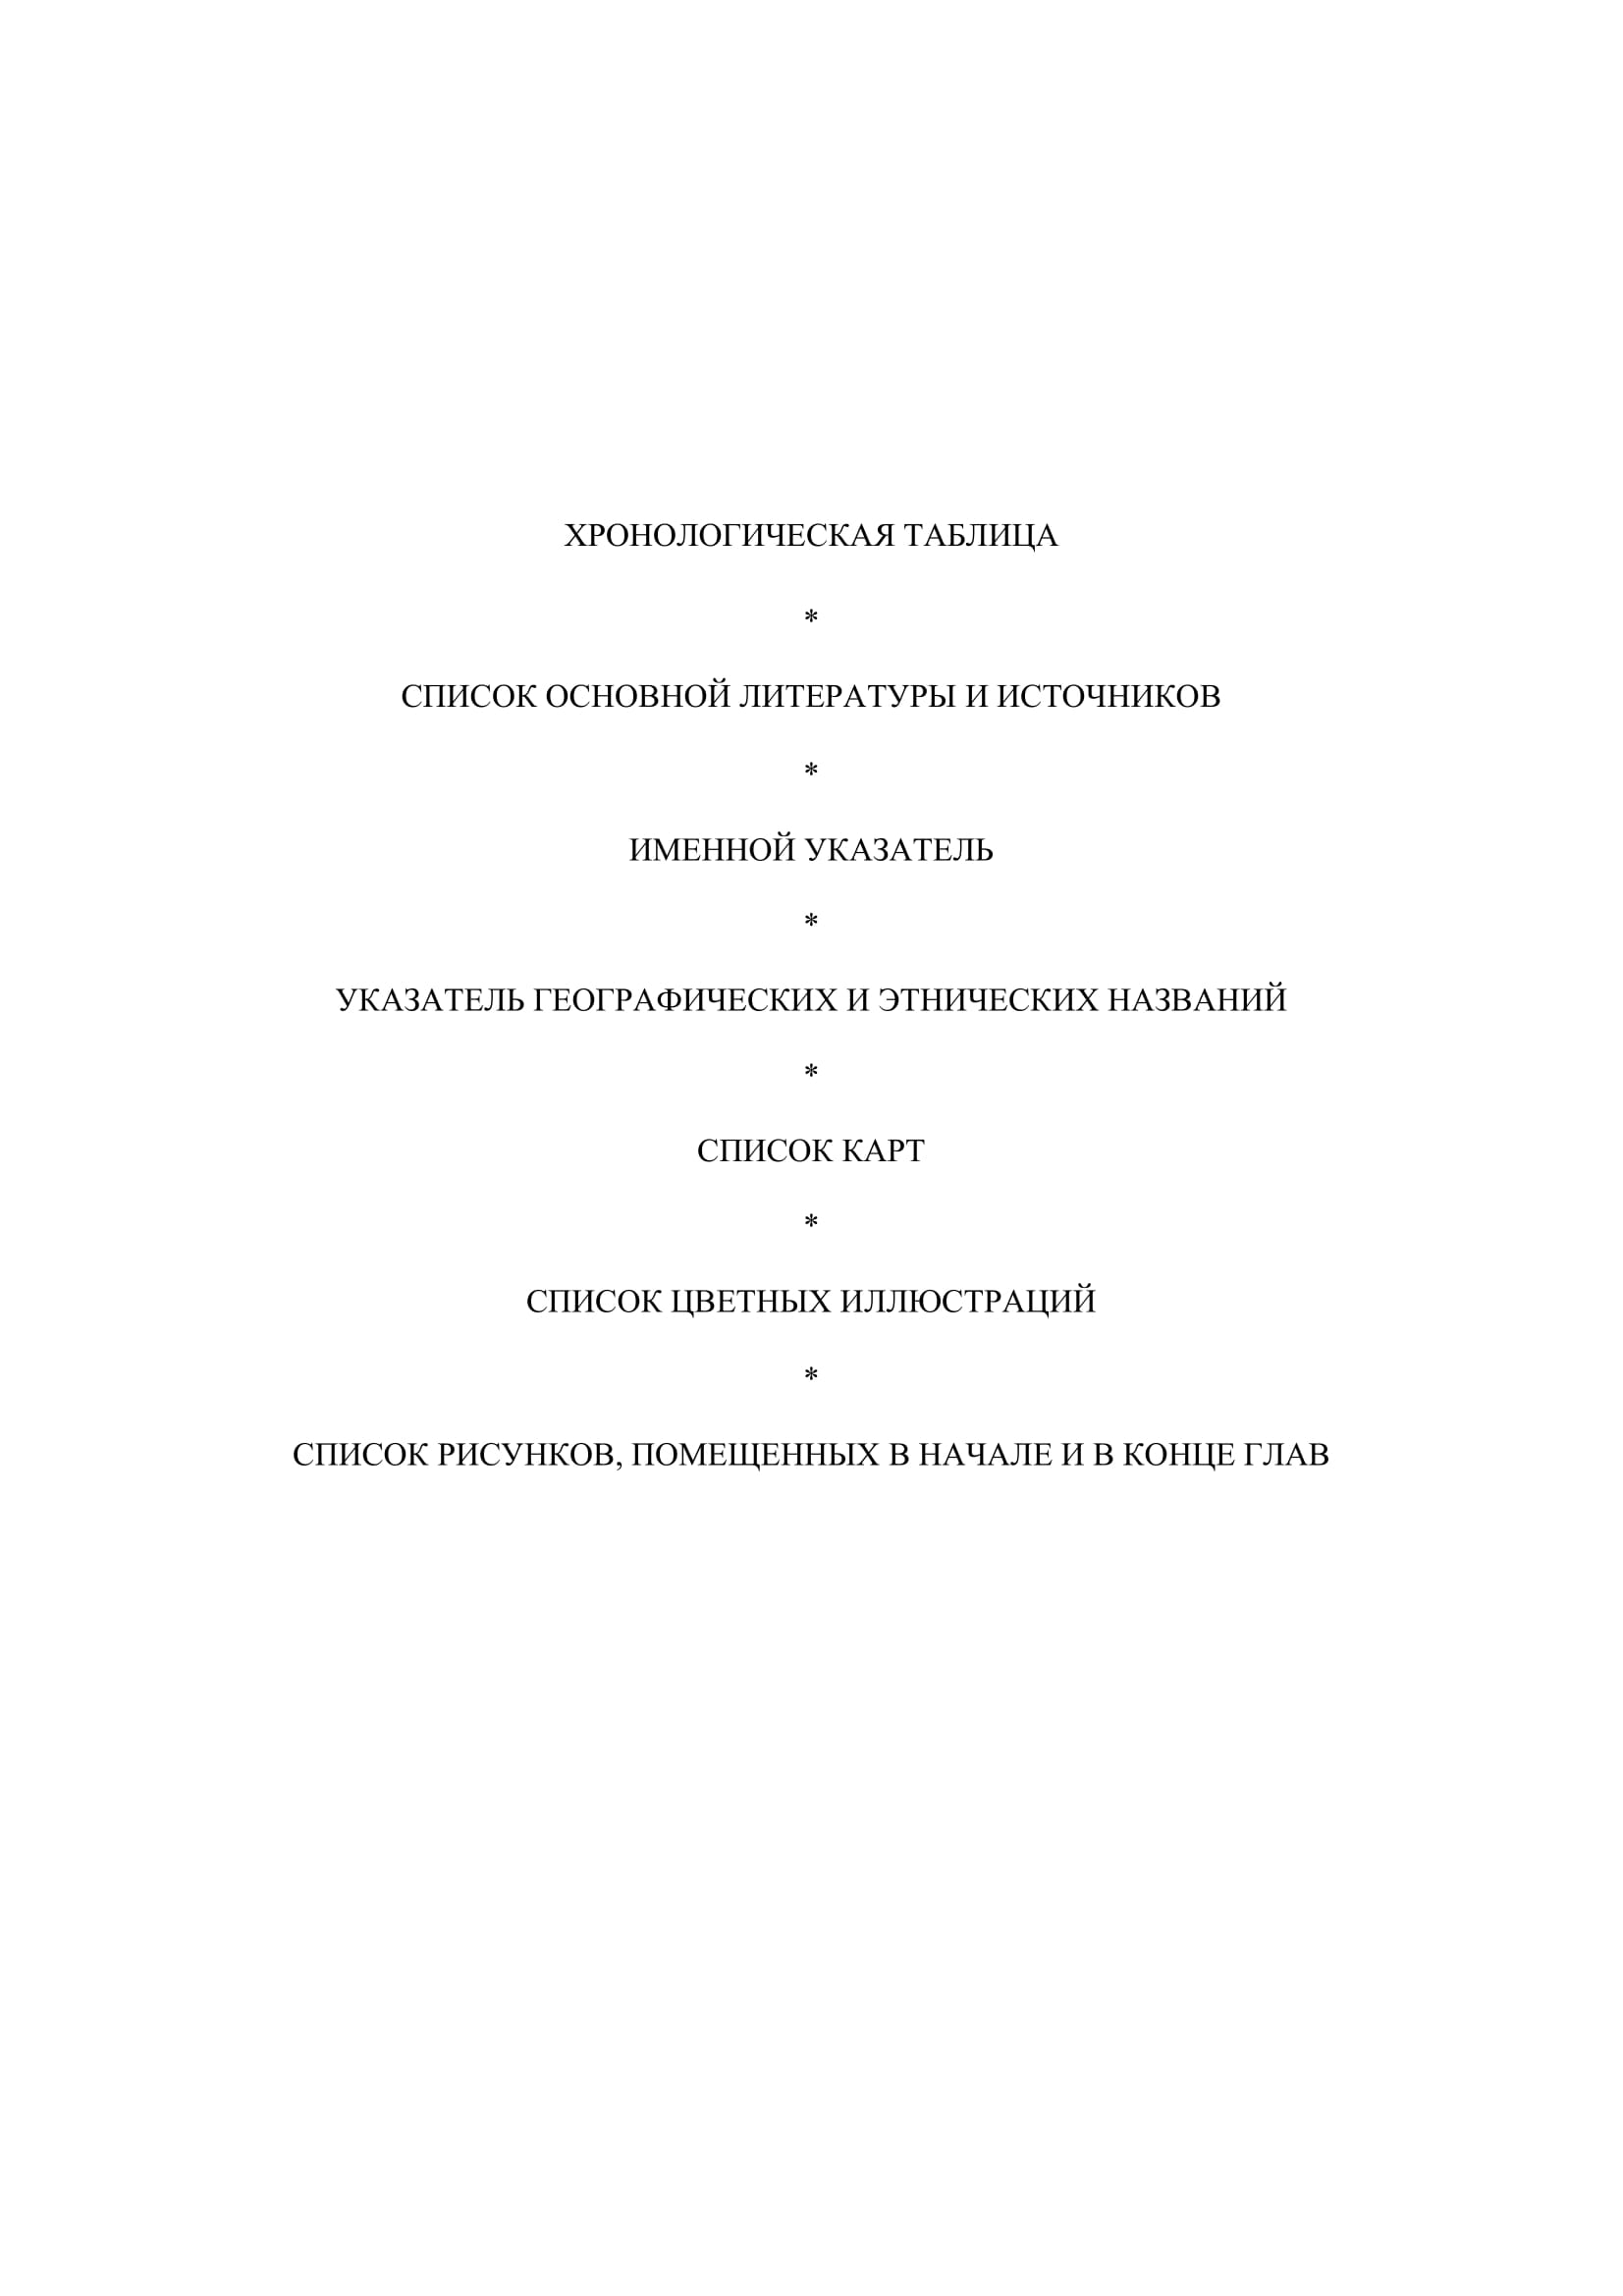 ХРОНОЛОГИЧЕСКАЯ ТАБЛИЦА
*
СПИСОК ОСНОВНОЙ ЛИТЕРАТУРЫ И ИСТОЧНИКОВ
*
ИМЕННОЙ УКАЗАТЕЛЬ
*
УКАЗАТЕЛЬ ГЕОГРАФИЧЕСКИХ И ЭТНИЧЕСКИХ НАЗВАНИЙ
*
СПИСОК КАРТ
*
СПИСОК ЦВЕТНЫХ ИЛЛЮСТРАЦИЙ
*
СПИСОК РИСУНКОВ, ПОМЕЩЕННЫХ В НАЧАЛЕ И В КОНЦЕ ГЛАВ